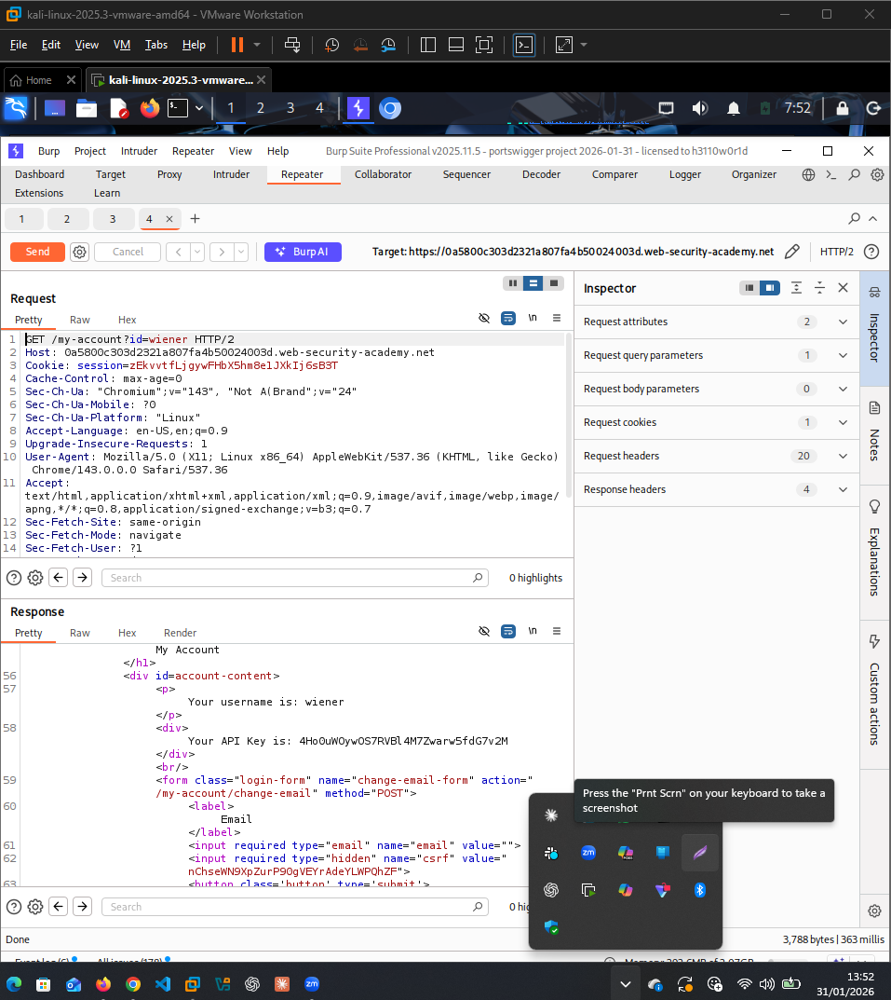 kali-linux-2025.3-vmware-amd64 - VMware Workstation
File Edit View VM Tabs Help
Home kali-linux-2025.3-vmware...
1 2 3 4 7:52
Burp Project Intruder Repeater View Help Burp Suite Professional v2025.11.5 - portswigger project 2026-01-31 - licensed to h3110w0r1d
Dashboard Target Proxy Intruder Repeater Collaborator Sequencer Decoder Comparer Logger Organizer
Extensions Learn
1 2 3 4
Send Cancel Burp AI Target: https://0a5800c303d2321a807fa4b50024003d.web-security-academy.net HTTP/2
Request
Pretty Raw Hex \n
1 GET /my-account?id=wiener HTTP/2
2 Host: 0a5800c303d2321a807fa4b50024003d.web-security-academy.net
3 Cookie: session=zEkvvtfLjgywFHbX5hm8elJXkIj6sB3T
4 Cache-Control: max-age=0
5 Sec-Ch-Ua: "Chromium";v="143", "Not A(Brand";v="24"
6 Sec-Ch-Ua-Mobile: ?0
7 Sec-Ch-Ua-Platform: "Linux"
8 Accept-Language: en-US,en;q=0.9
9 Upgrade-Insecure-Requests: 1
10 User-Agent: Mozilla/5.0 (X11; Linux x86_64) AppleWebKit/537.36 (KHTML, like Gecko)
Chrome/143.0.0.0 Safari/537.36
11 Accept:
text/html,application/xhtml+xml,application/xml;q=0.9,image/avif,image/webp,image/
apng,*/*;q=0.8,application/signed-exchange;v=b3;q=0.7
12 Sec-Fetch-Site: same-origin
13 Sec-Fetch-Mode: navigate
14 Sec-Fetch-User: ?1
Search 0 highlights
Response
Pretty Raw Hex Render \n
My Account
</h1>
56 <div id=account-content>
57 <p>
Your username is: wiener
</p>
58 <div>
Your API Key is: 4Ho0uWOywOS7RVBl4M7Zwarw5fdG7v2M
</div>
<br/>
59 <form class="login-form" name="change-email-form" action="
/my-account/change-email" method="POST">
60 <label>
Email
</label>
61 <input required type="email" name="email" value="">
62 <input required type="hidden" name="csrf" value="
nChseWN9XpZurP90gVEYrAdeYLWPQhZF">
63 <button class='button' type='submit'>
Search 0 hig
Inspector
Request attributes 2
Request query parameters 1
Request body parameters 0
Request cookies 1
Request headers 20
Response headers 4
Inspector
Notes
Explanations
Custom actions
Press the "Prnt Scrn" on your keyboard to take a
screenshot
zm
Done 3,788 bytes | 363 millis
Event log (6) All issues (178)
zm
13:52
31/01/2026